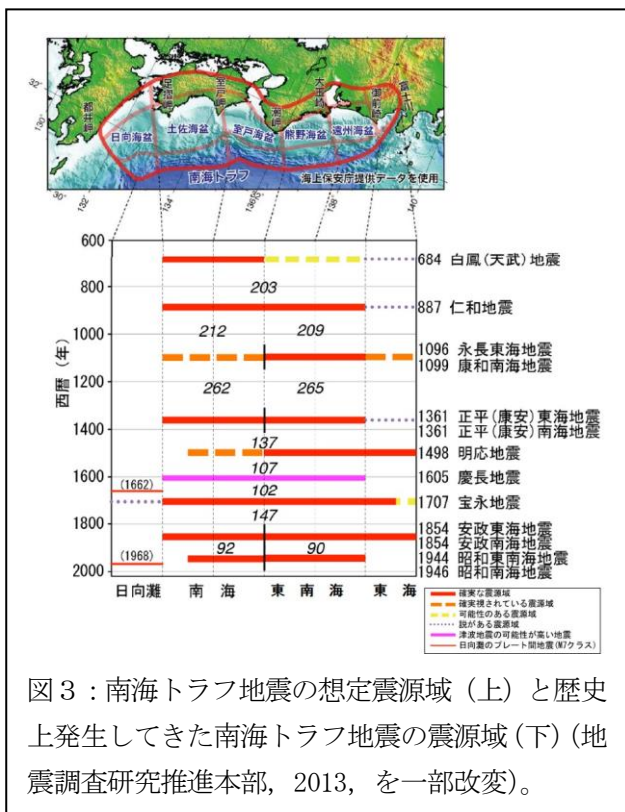 足摺岬
室戸岬
潮岬
大王崎
御前崎
富士川
都井岬
日向海盆
土佐海盆
室戸海盆
熊野海盆
遠州海盆
南海トラフ
海上保安庁提供データを使用
132
134
136
138
140
西暦(年)
600
800
1000
1200
1400
1600
1800
2000
203
212
209
262
265
137
107
102
147
92
90
(1662)
(1968)
684 白鳳(天武)地震
887 仁和地震
1096 永長東海地震
1099 康和南海地震
1361 正平(康安)東海地震
1361 正平(康安)南海地震
1498 明応地震
1605 慶長地震
1707 宝永地震
1854 安政東海地震
1854 安政南海地震
1944 昭和東南海地震
1946 昭和南海地震
日向灘 南 海 東 南 海 東 海
確実な震源域
確実視されている震源域
可能性のある震源域
説がある震源域
津波地震の可能性が高い地震
日向灘のプレート間地震(M7クラス)
図3:南海トラフ地震の想定震源域(上)と歴史
上発生してきた南海トラフ地震の震源域(下)(地
震調査研究推進本部, 2013, を一部改変)。